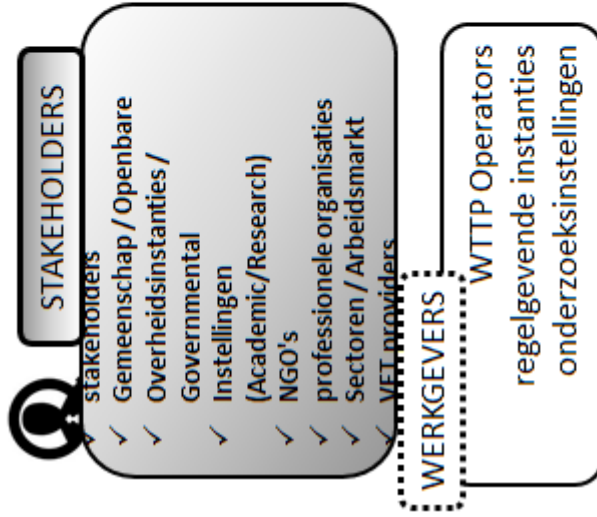 STAKEHOLDERS
stakeholders
Gemeenschap / Openbare
Overheidsinstanties /
Governmental
Instellingen
(Academic/Research)
NGO's
professionele organisaties
Sectoren / Arbeidsmarkt
VET providers
WERKGEVERS
WTTP Operators
regelgevende instanties
onderzoeksinstellingen